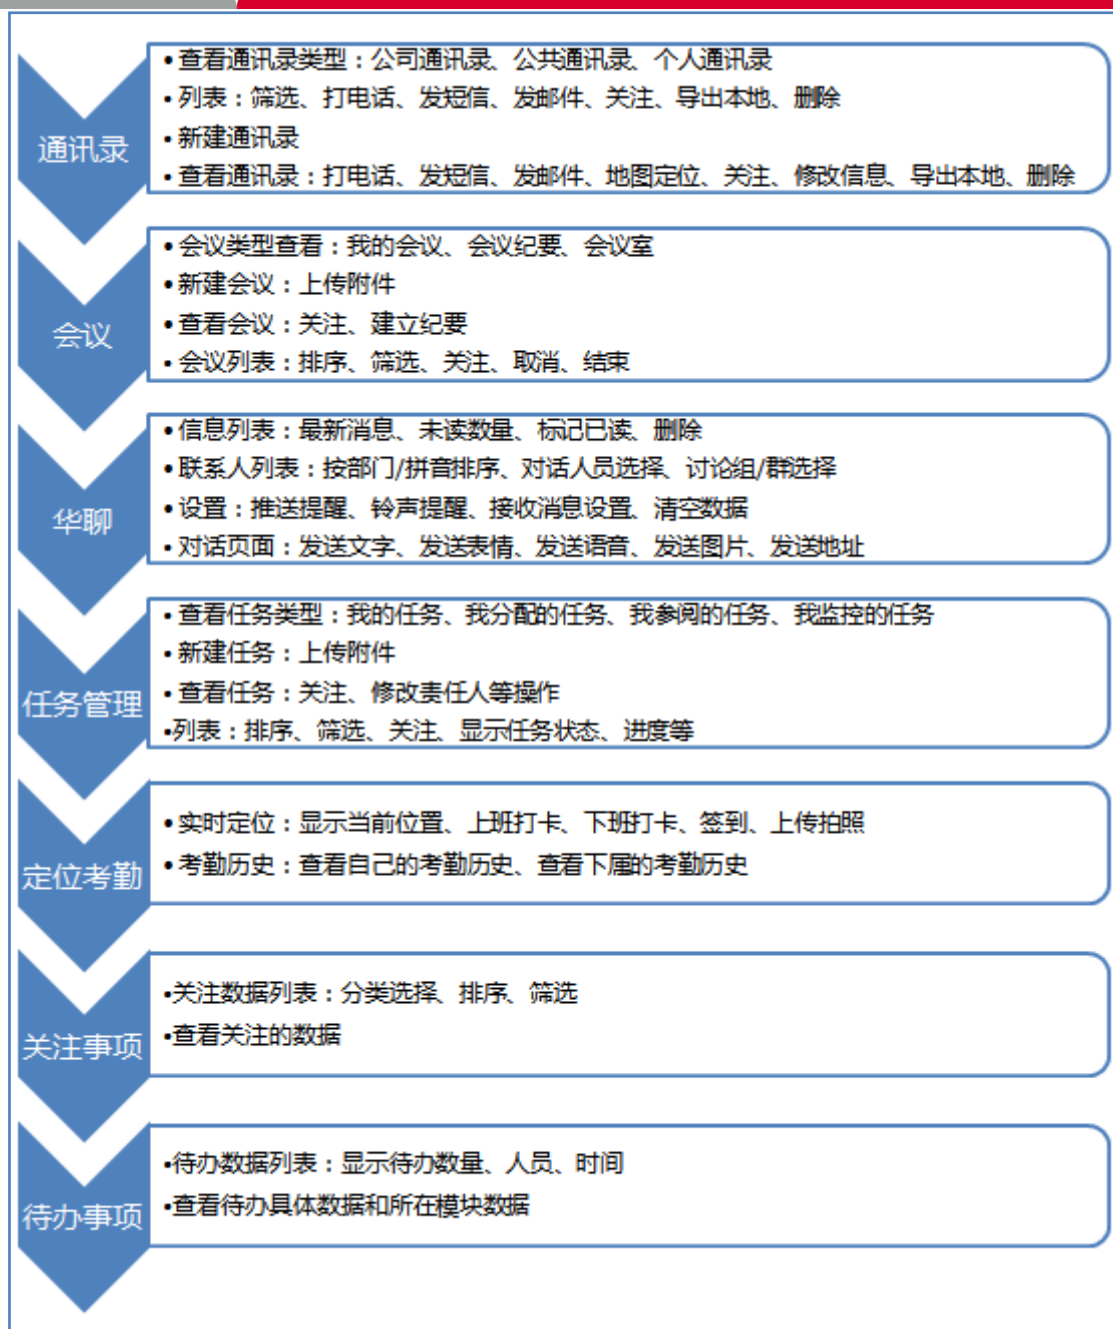 通讯录
•查看通讯录类型：公司通讯录、公共通讯录、个人通讯录
•列表：筛选、打电话、发短信、发邮件、关注、导出本地、删除
•新建通讯录
•查看通讯录：打电话、发短信、发邮件、地图定位、关注、修改信息、导出本地、删除
会议
•会议类型查看：我的会议、会议纪要、会议室
•新建会议：上传附件
•查看会议：关注、建立纪要
•会议列表：排序、筛选、关注、取消、结束
华聊
•信息列表：最新消息、未读数量、标记已读、删除
•联系人列表：按部门/拼音排序、对话人员选择、讨论组/群选择
•设置：推送提醒、铃声提醒、接收消息设置、清空数据
•对话页面：发送文字、发送表情、发送语音、发送图片、发送地址
任务管理
•查看任务类型：我的任务、我分配的任务、我参阅的任务、我监控的任务
•新建任务：上传附件
•查看任务：关注、修改责任人等操作
•列表：排序、筛选、关注、显示任务状态、进度等
定位考勤
•实时定位：显示当前位置、上班打卡、下班打卡、签到、上传拍照
•考勤历史：查看自己的考勤历史、查看下属的考勤历史
关注事项
•关注数据列表：分类选择、排序、筛选
•查看关注的数据
待办事项
•待办数据列表：显示待办数量、人员、时间
•查看待办具体数据和所在模块数据